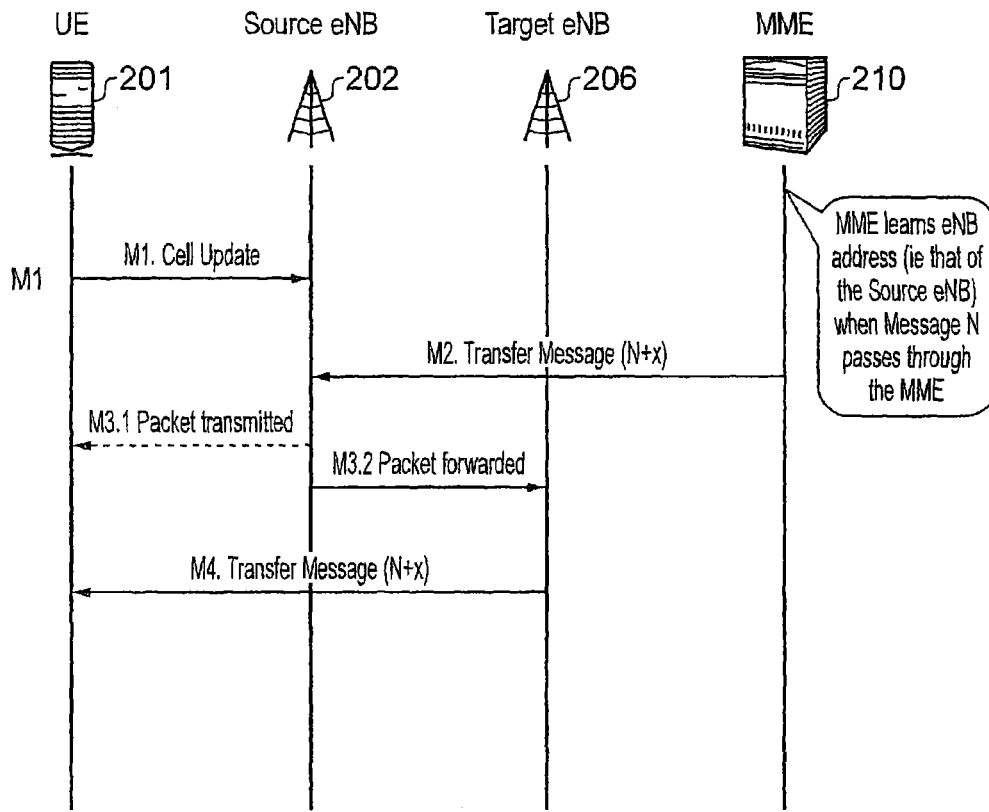 UE
Source eNB
Target eNB
MME
201
202
206
210
MME learns eNB
address (ie that of
the Source eNB)
when Message N
passes through
the MME
M1
M1. Cell Update
M2. Transfer Message (N+x)
M3.1 Packet transmitted
M3.2 Packet forwarded
M4. Transfer Message (N+x)